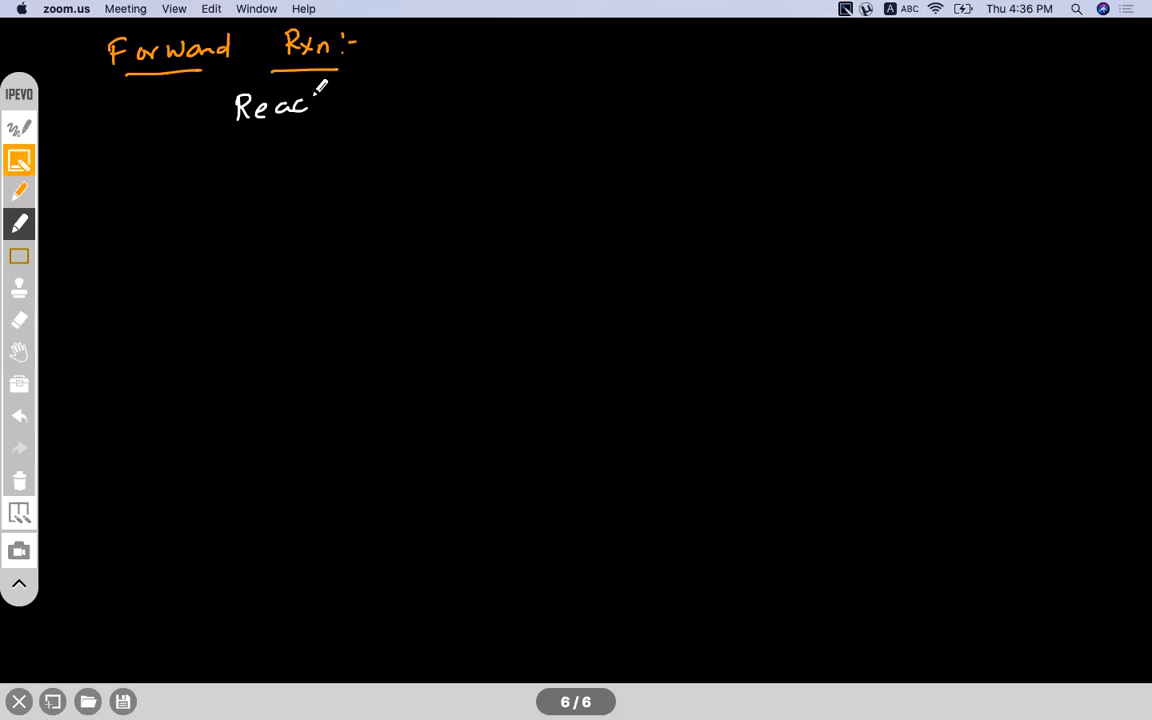 zoom.us Meeting View Edit Window Help A ABC Thu 4:36 PM
Forward Rxn :-
IPEVO
Reac
6 / 6